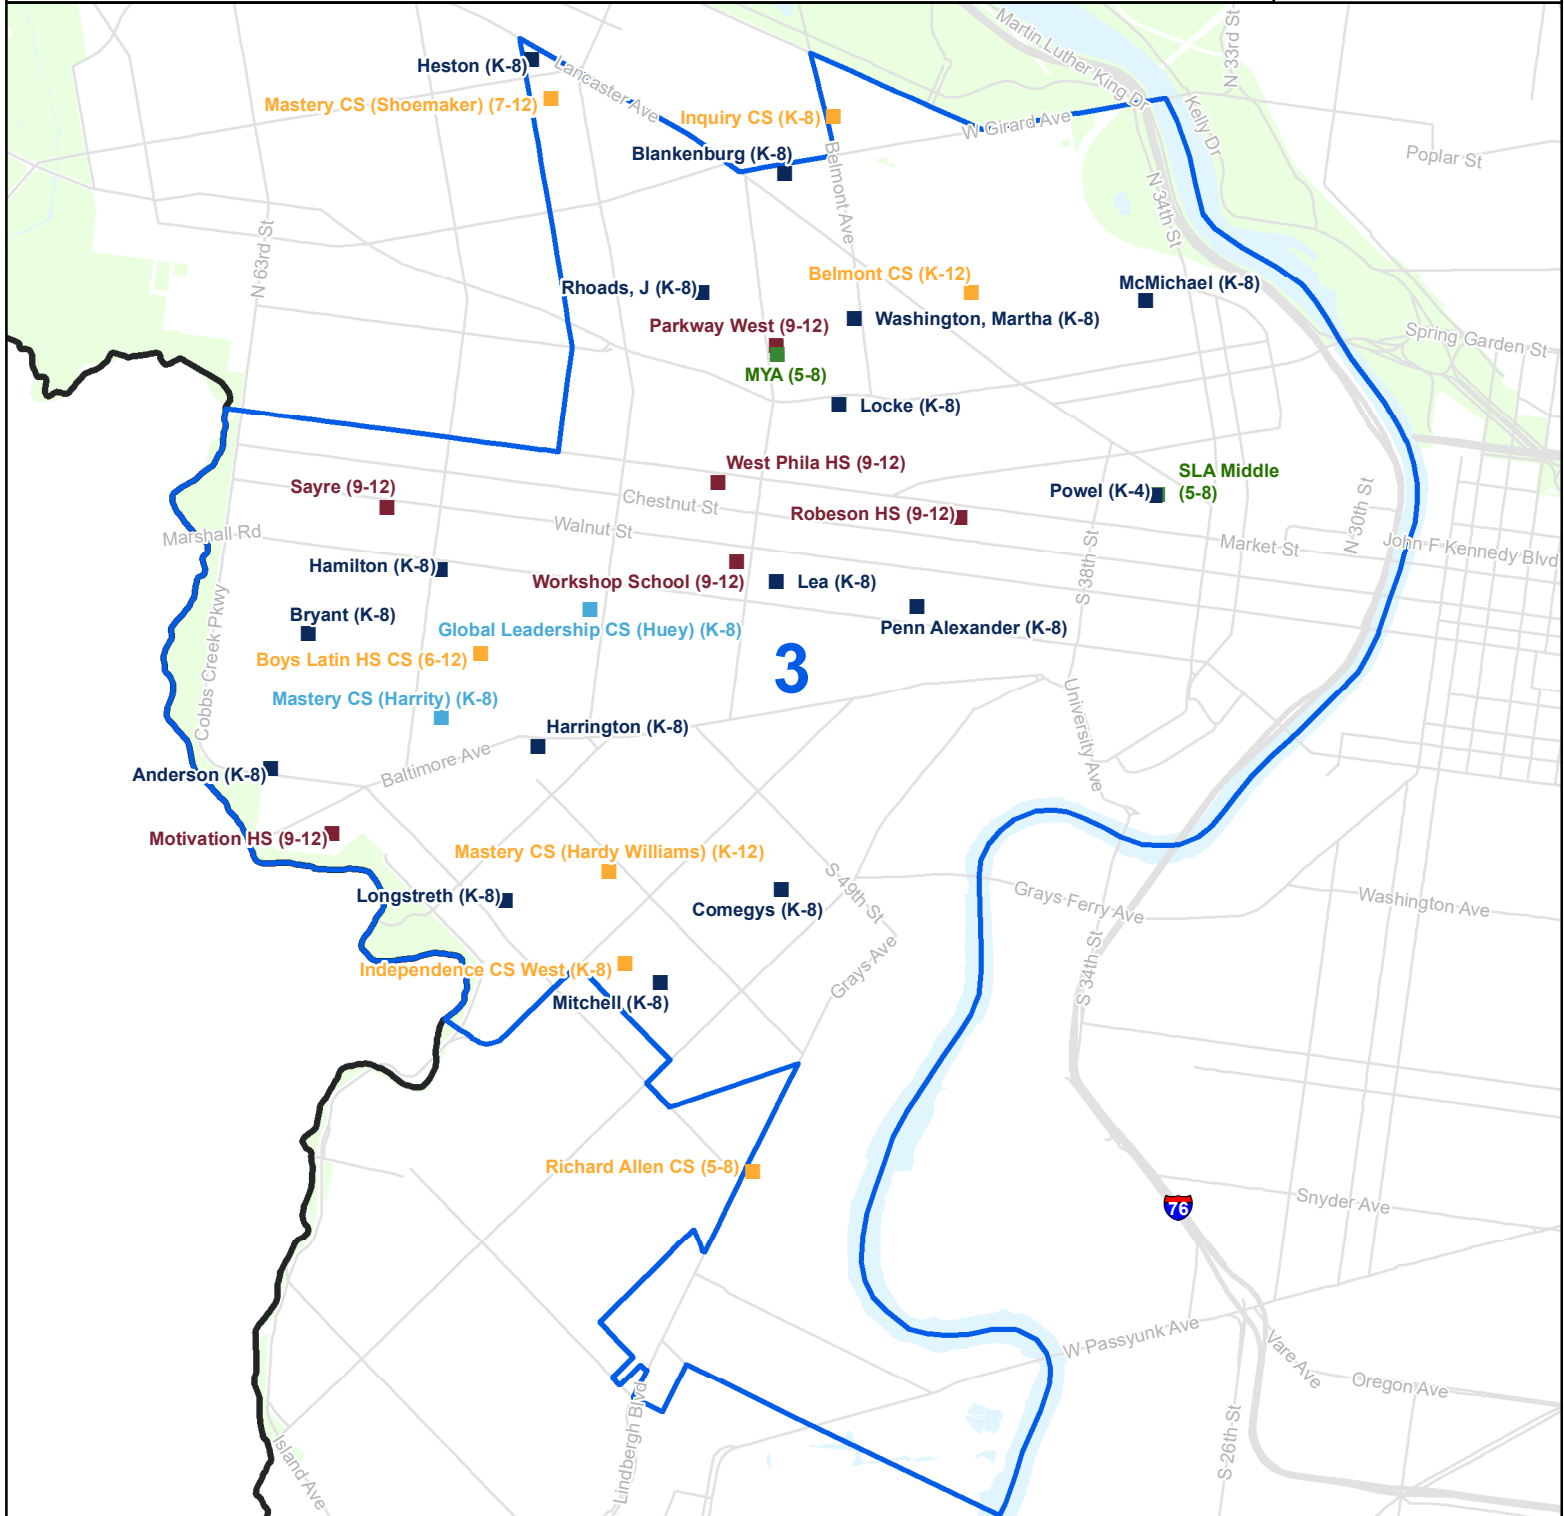 Martin Luther King Dr
N 33rd St
Kelly Dr
Heston (K-8)
Lancaster Ave
Mastery CS (Shoemaker) (7-12)
Inquiry CS (K-8)
W Girard Ave
Blankenburg (K-8)
Belmont Ave
Poplar St
N 34th St
N 63rd St
Belmont CS (K-12)
McMichael (K-8)
Rhoads, J (K-8)
Washington, Martha (K-8)
Parkway West (9-12)
Spring Garden St
MYA (5-8)
Locke (K-8)
West Phila HS (9-12)
SLA Middle
(5-8)
Powel (K-4)
Sayre (9-12)
Chestnut St
Robeson HS (9-12)
N 30th St
Walnut St
Marshall Rd
Market St
John F Kennedy Blvd
Hamilton (K-8)
S 38th St
Workshop School (9-12)
Lea (K-8)
Bryant (K-8)
Global Leadership CS (Huey) (K-8)
Penn Alexander (K-8)
Cobbs Creek Pkwy
Boys Latin HS CS (6-12)
3
Mastery CS (Harrity) (K-8)
University Ave
Harrington (K-8)
Baltimore Ave
Anderson (K-8)
Motivation HS (9-12)
Mastery CS (Hardy Williams) (K-12)
S 49th St
Longstreth (K-8)
Comegys (K-8)
Grays Ferry Ave
Washington Ave
Grays Ave
S 34th St
Independence CS West (K-8)
Mitchell (K-8)
Richard Allen CS (5-8)
76
Snyder Ave
W Passyunk Ave
Vare Ave
Oregon Ave
Lindbergh Blvd
S 26th St
Island Ave